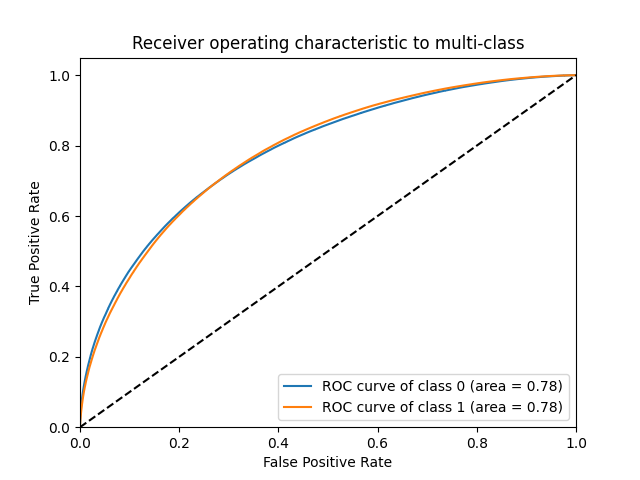 Receiver operating characteristic to multi-class
True Positive Rate
1.0
0.8
0.6
0.4
0.2
0.0
ROC curve of class 0 (area = 0.78)
ROC curve of class 1 (area = 0.78)
0.0 0.2 0.4 0.6 0.8 1.0
False Positive Rate